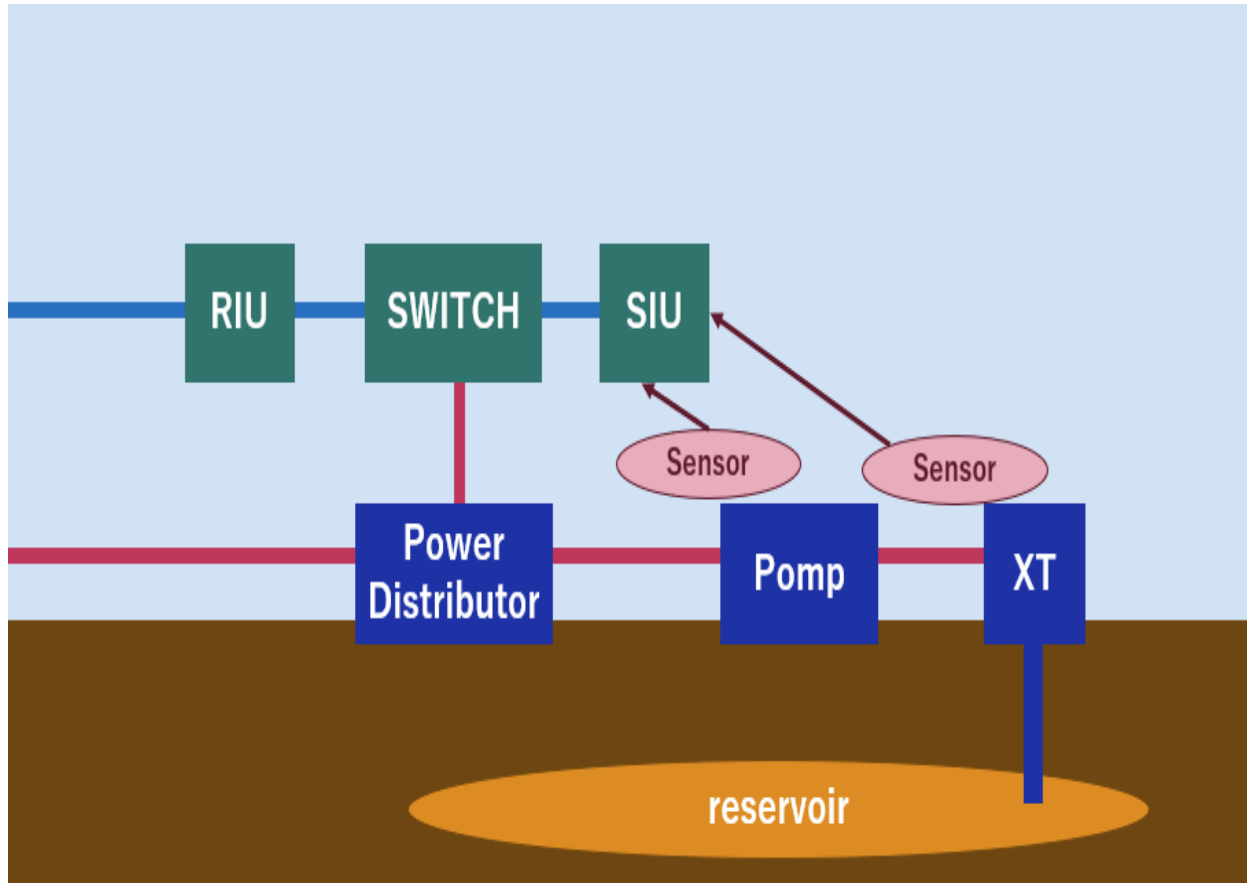 RIU
SWITCH
SIU
Sensor
Sensor
Power
Distributor
Pomp
XT
reservoir